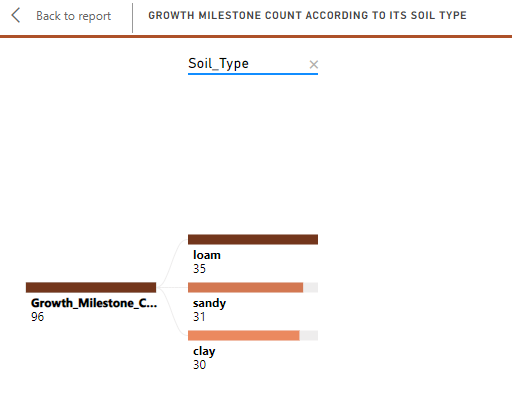 Back to report
GROWTH MILESTONE COUNT ACCORDING TO ITS SOIL TYPE
Soil_Type
loam
35
Growth_Milestone_C...
96
sandy
31
clay
30